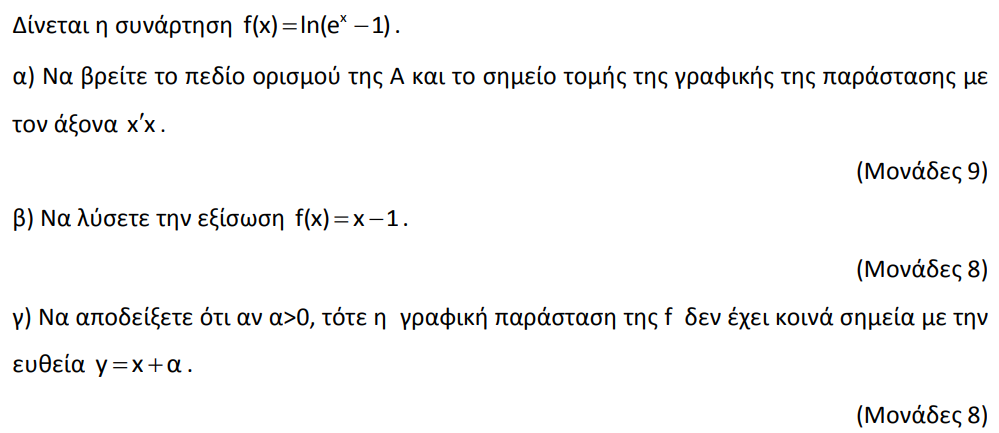 Δίνεται η συνάρτηση f(x)=ln(eˣ −1).
α) Να βρείτε το πεδίο ορισμού της Α και το σημείο τομής της γραφικής της παράστασης με
τον άξονα x′x.
(Μονάδες 9)
β) Να λύσετε την εξίσωση f(x)=x−1.
(Μονάδες 8)
γ) Να αποδείξετε ότι αν α>0, τότε η γραφική παράσταση της f δεν έχει κοινά σημεία με την
ευθεία y=x+α.
(Μονάδες 8)